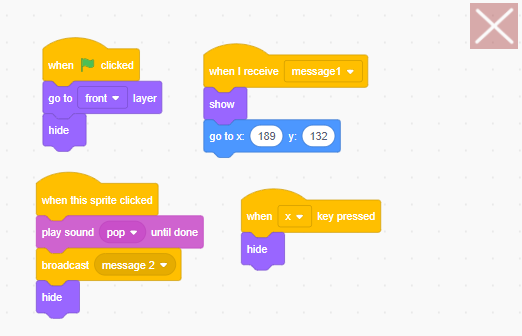 when clicked
go to front layer
hide
when I receive message1
show
go to x: 189 y: 132
when this sprite clicked
play sound pop until done
broadcast message 2
hide
when x key pressed
hide